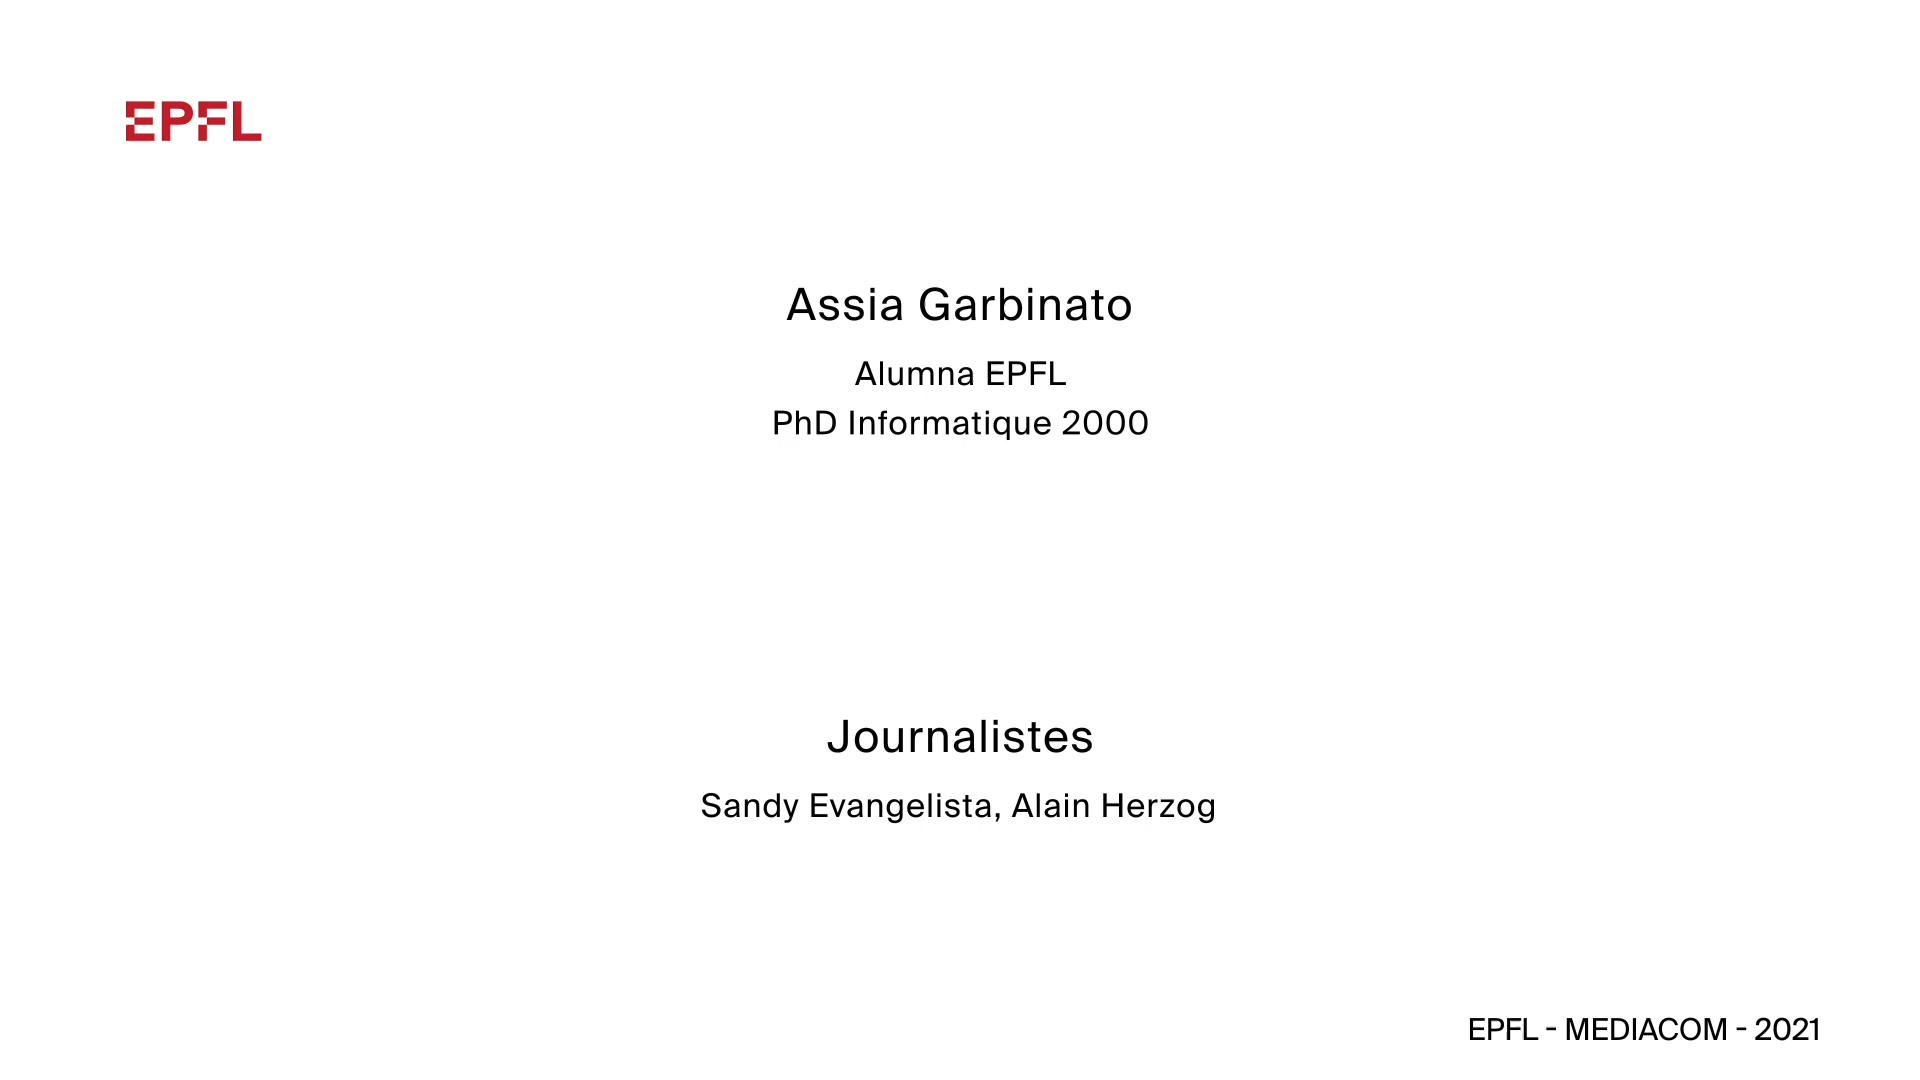 EPFL
Assia Garbinato
Alumna EPFL
PhD Informatique 2000
Journalistes
Sandy Evangelista, Alain Herzog
EPFL - MEDIACOM - 2021